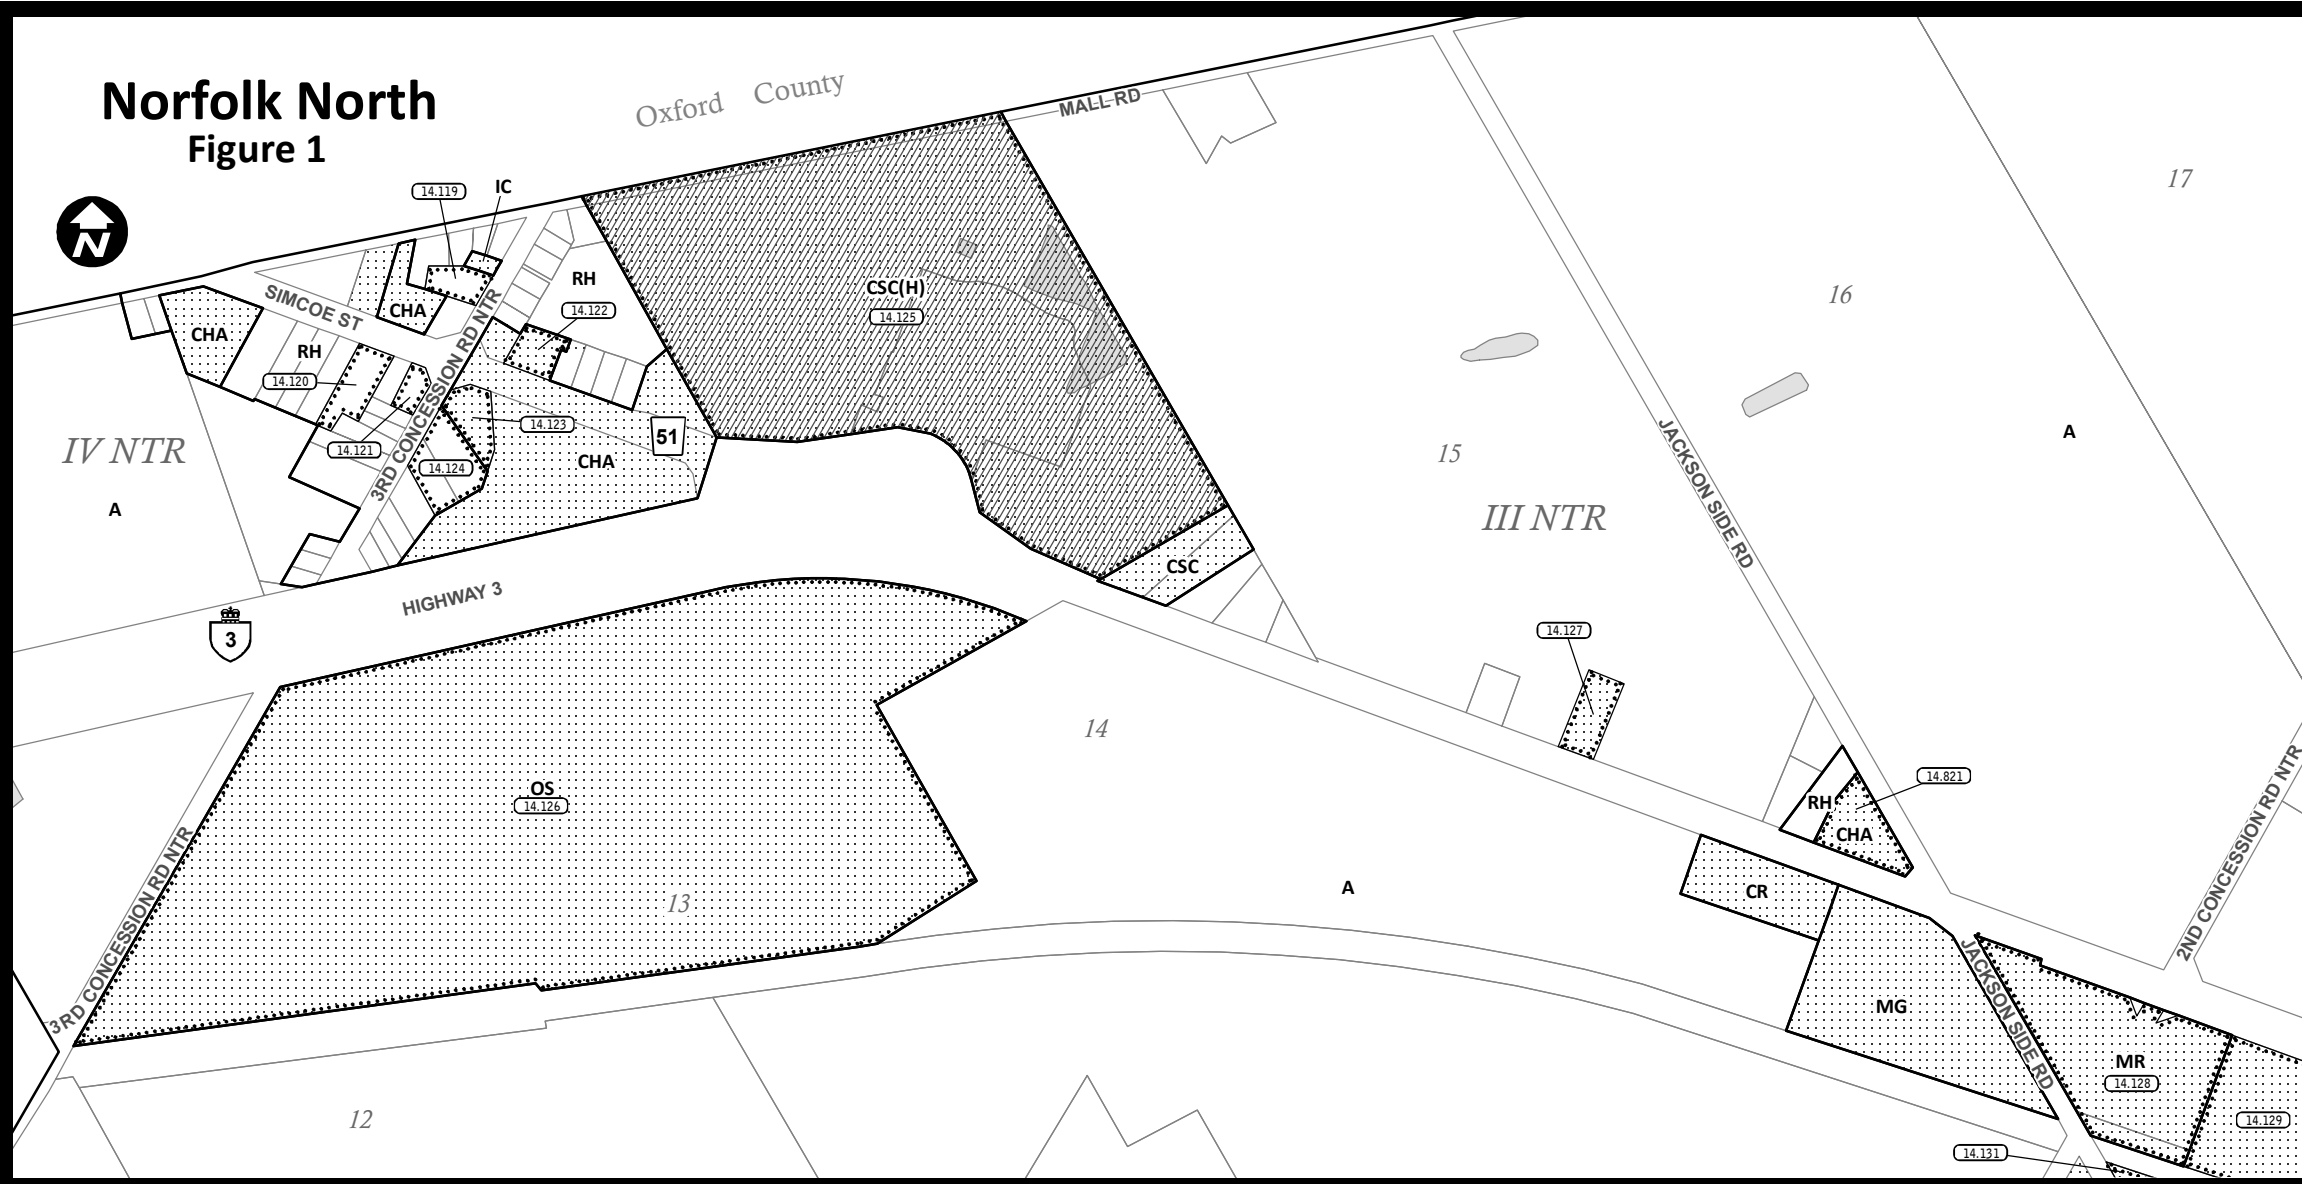 Norfolk North
Figure 1
N
Oxford County
MALL RD
17
14.119
IC
RH
14.122
CSC(H)
14.125
16
SIMCOE ST
CHA
CHA
RH
14.120
3RD CONCESSION RD NTR
14.123
51
14.121
14.124
CHA
IV NTR
A
15
A
JACKSON SIDE RD
III NTR
CSC
HIGHWAY 3
3
14.127
14
14.821
RH
CHA
OS
14.126
13
A
CR
2ND CONCESSION RD NTR
3RD CONCESSION RD NTR
MG
JACKSON SIDE RD
MR
14.128
12
14.129
14.131